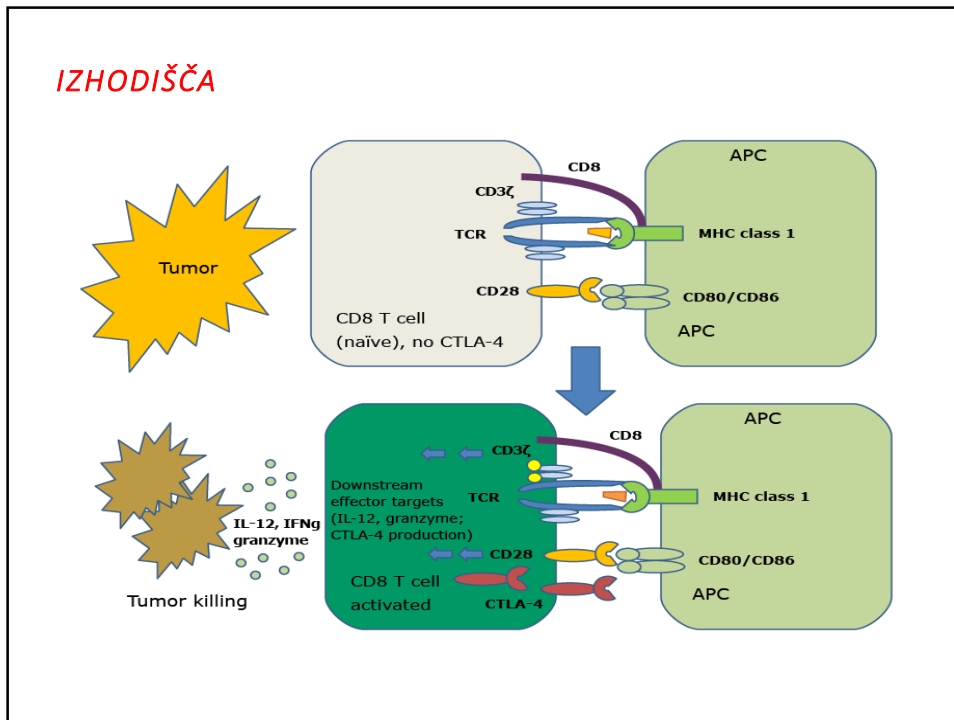 IZHODIŠČA
APC
CD8
CD3ζ
TCR
MHC class 1
Tumor
CD28
CD80/CD86
CD8 T cell
(naïve), no CTLA-4
APC
APC
CD8
CD3ζ
Downstream
effector targets
(IL-12, granzyme;
CTLA-4 production)
TCR
MHC class 1
IL-12, IFNg
granzyme
CD28
CD80/CD86
CD8 T cell
activated
CTLA-4
APC
Tumor killing